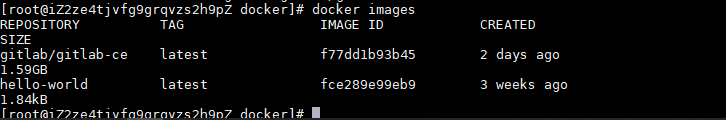 [root@iZ2ze4tjvfg9grqvzs2h9pZ docker]# docker images
REPOSITORY TAG IMAGE ID CREATED
SIZE
gitlab/gitlab-ce latest f77dd1b93b45 2 days ago
1.59GB
hello-world latest fce289e99eb9 3 weeks ago
1.84kB
[root@iZ2ze4tjvfg9grqvzs2h9pZ docker]#